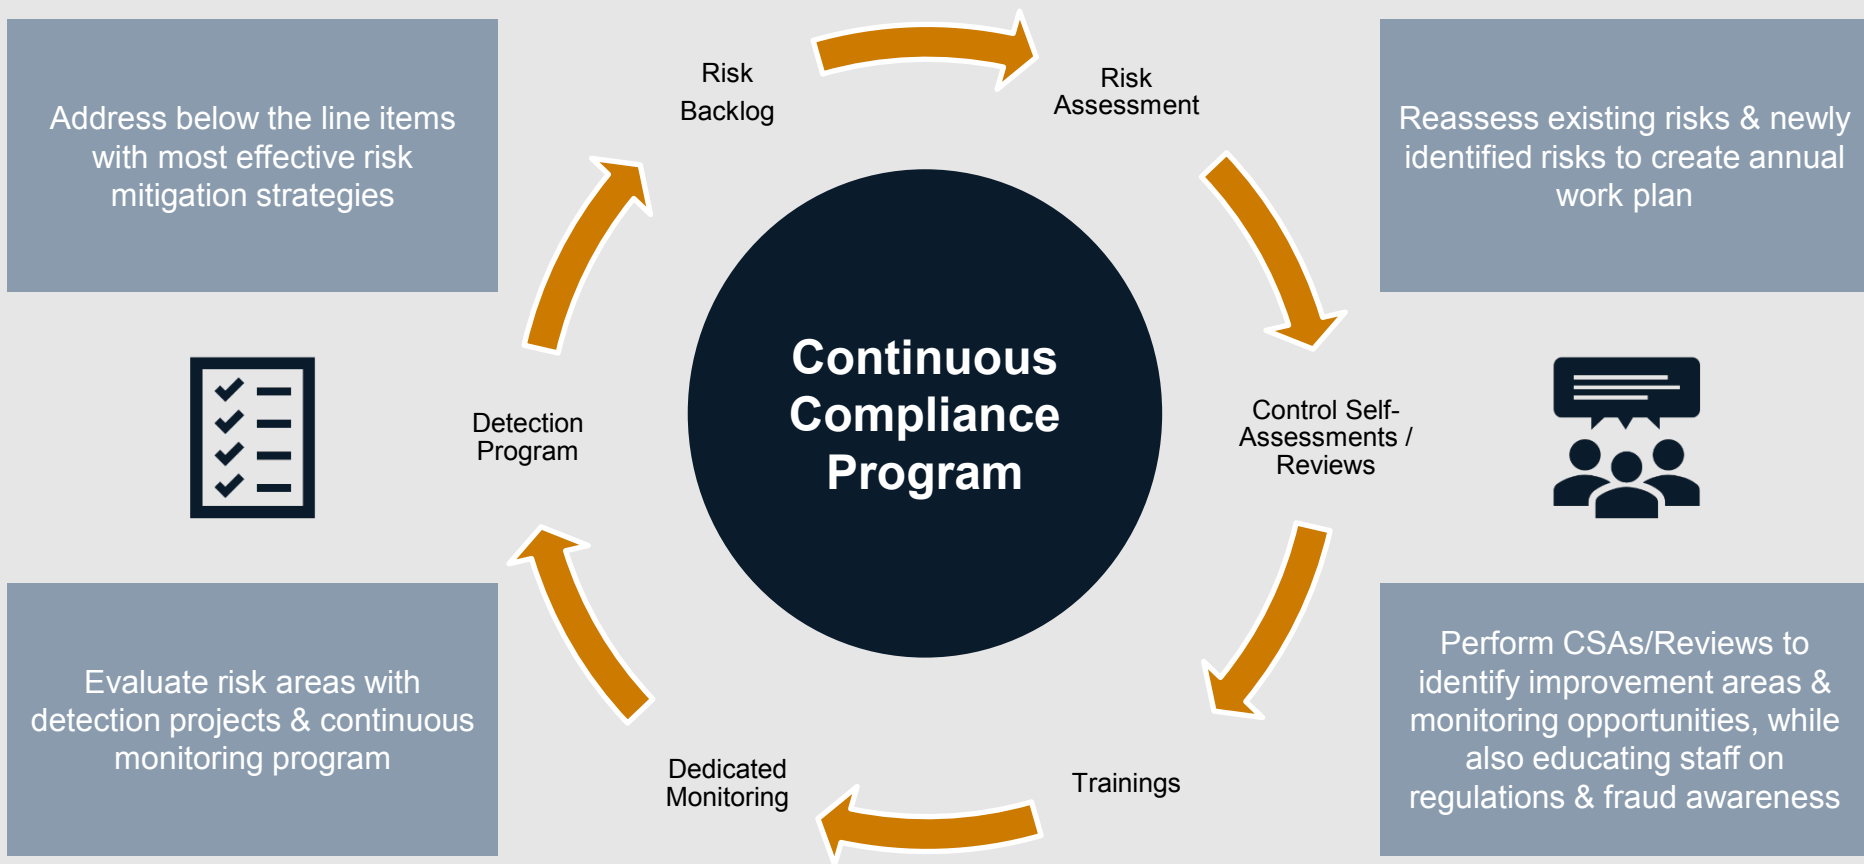 Address below the line items
with most effective risk
mitigation strategies
Risk
Backlog
Risk
Assessment
Reassess existing risks & newly
identified risks to create annual
work plan
Detection
Program
Continuous
Compliance
Program
Control Self-
Assessments /
Reviews
Evaluate risk areas with
detection projects & continuous
monitoring program
Dedicated
Monitoring
Trainings
Perform CSAs/Reviews to
identify improvement areas &
monitoring opportunities, while
also educating staff on
regulations & fraud awareness